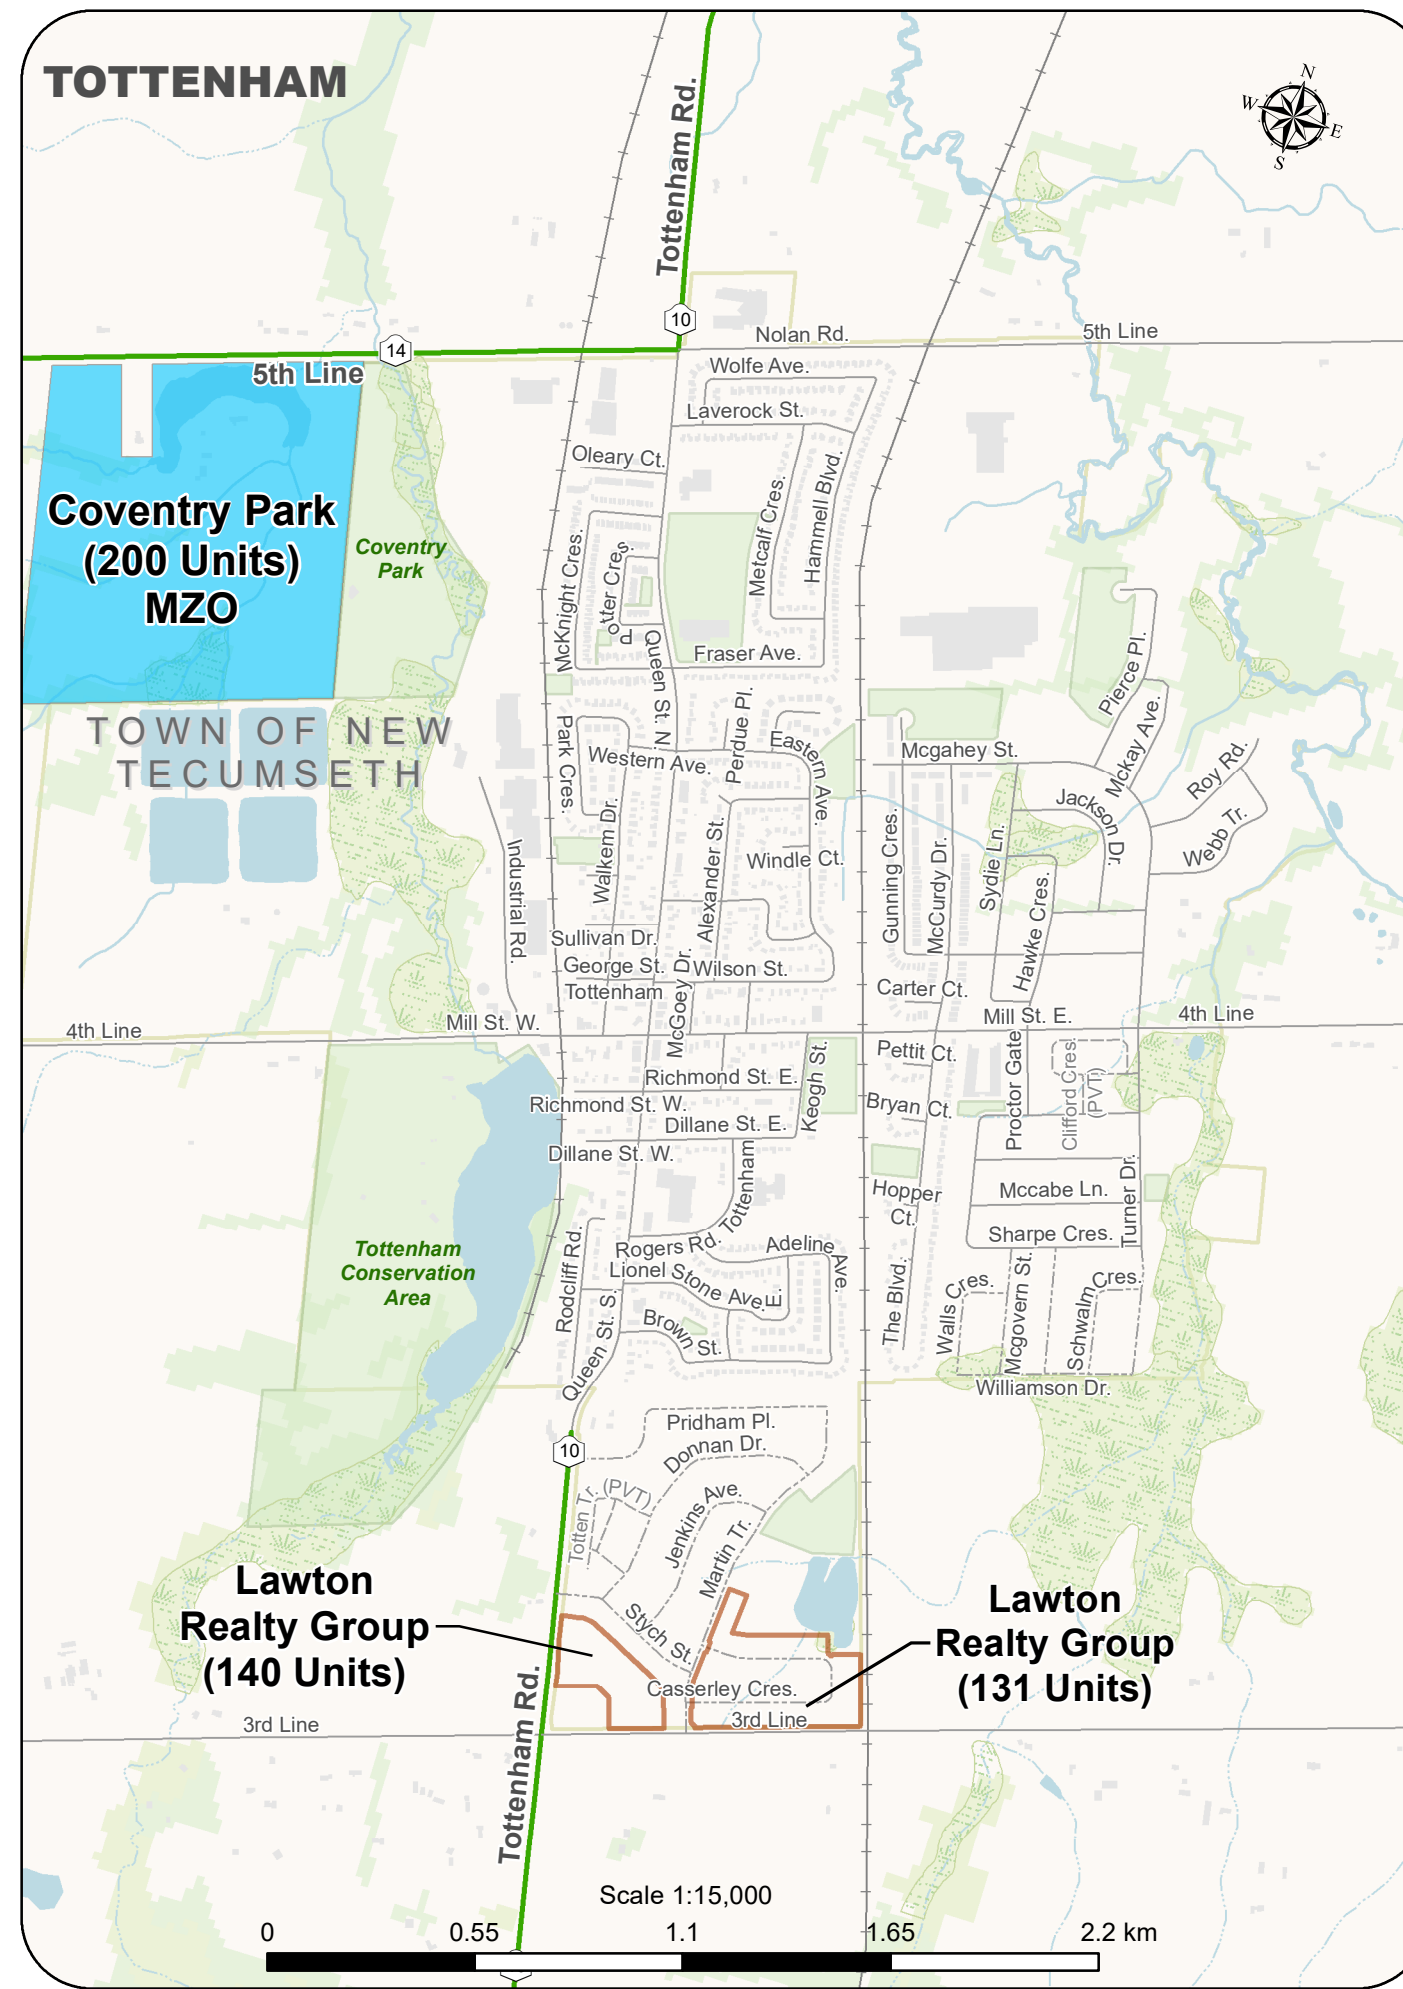 TOTTENHAM
N
W
E
S
Tottenham Rd.
10
Nolan Rd.
5th Line
14
5th Line
Wolfe Ave.
Laverock St.
Oleary Ct.
Coventry Park
(200 Units)
MZO
Coventry
Park
McKnight Cres.
Potter Cres.
Metcalf Cres.
Hammell Blvd.
Queen St. N.
Fraser Ave.
Pierce Pl.
Mckay Ave.
Roy Rd.
TOWN OF NEW
TECUMSETH
Park Cres.
Western Ave.
Perdue Pl.
Eastern Ave.
Mcgahey St.
Jackson Dr.
Webb Tr.
Industrial Rd.
Walkem Dr.
Alexander St.
Windle Ct.
Gunning Cres.
McCurdy Dr.
Sydie Ln.
Hawke Cres.
Sullivan Dr.
George St.
McGoey Dr.
Wilson St.
Tottenham
Carter Ct.
4th Line
Mill St. W.
Mill St. E.
4th Line
Richmond St. E.
Keogh St.
Pettit Ct.
Proctor Gate
Clifford Cres.
(PVT)
Richmond St. W.
Bryan Ct.
Dillane St. E.
Dillane St. W.
Tottenham
Hopper
Ct.
Mccabe Ln.
Turner Dr.
Sharpe Cres.
Tottenham
Conservation
Area
Rodcliff Rd.
Rogers Rd.
Adeline Ave.
Lionel Stone Ave. E.
Brown St.
Queen St. S.
The Blvd.
Walls Cres.
Mcgovern St.
Schwalm Cres.
Williamson Dr.
Pridham Pl.
Donnan Dr.
10
Totten Tr. (PVT)
Jenkins Ave.
Martin Tr.
Stych St.
Lawton
Realty Group
(140 Units)
Lawton
Realty Group
(131 Units)
Casserley Cres.
3rd Line
3rd Line
Tottenham Rd.
Scale 1:15,000
0 0.55 1.1 1.65 2.2 km